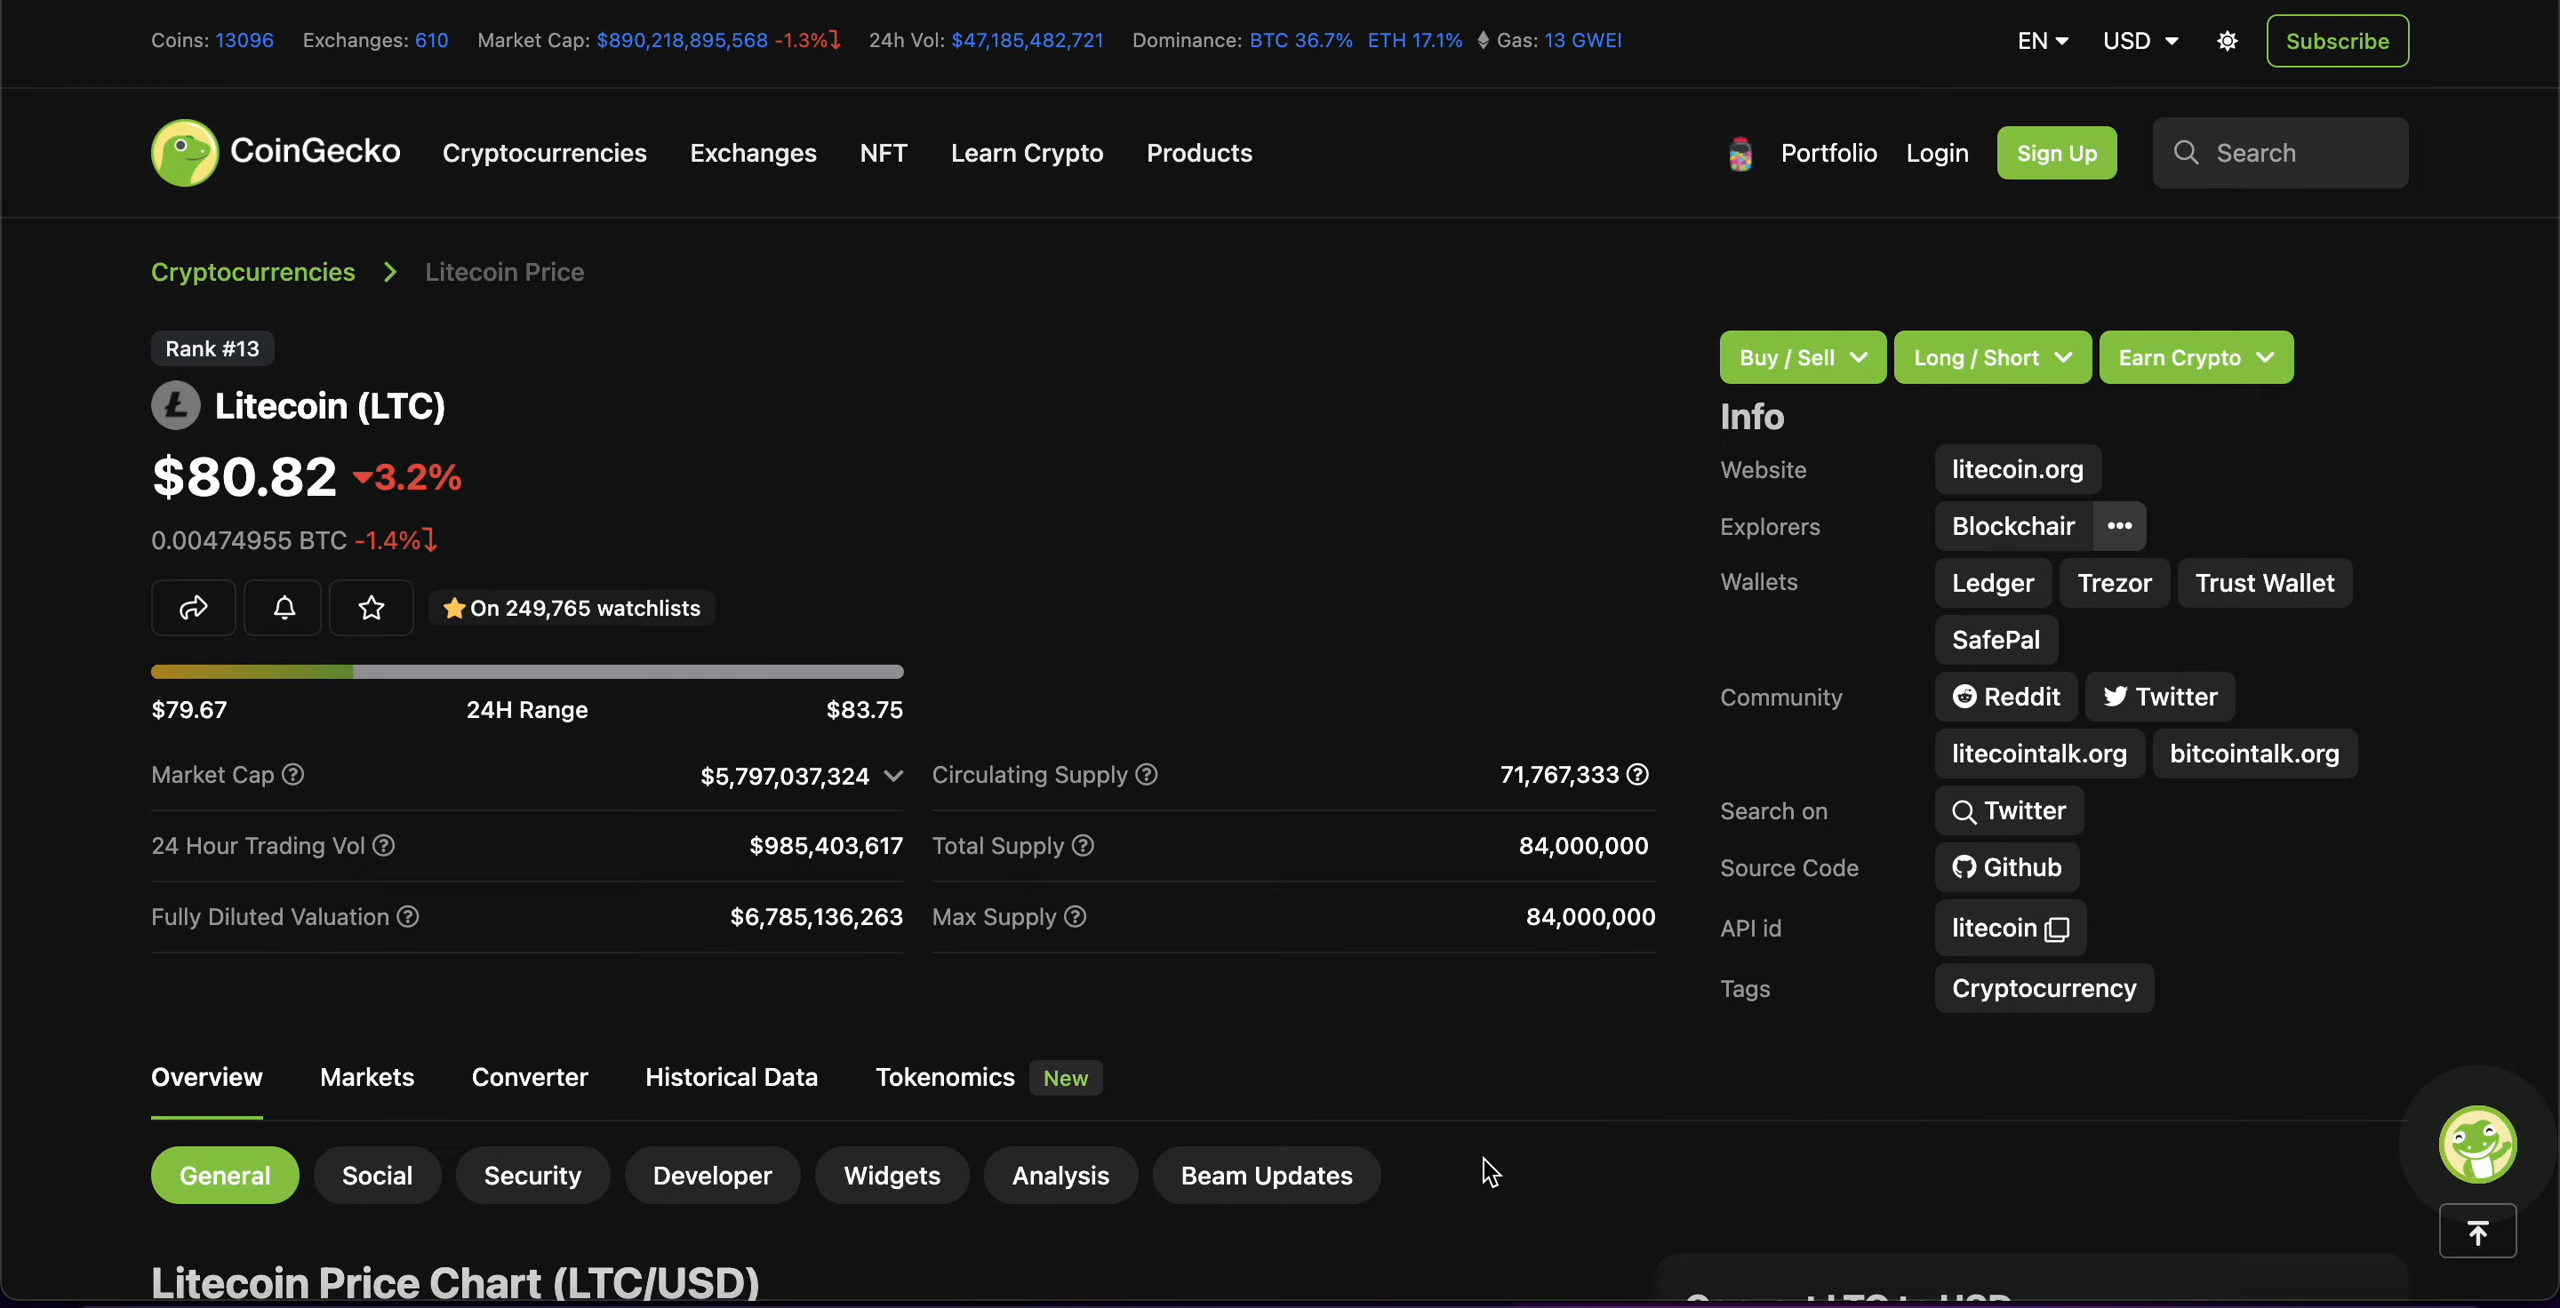 Coins: 13096 Exchanges: 610 Market Cap: $890,218,895,568 -1.3% 24h Vol: $47,185,482,721 Dominance: BTC 36.7% ETH 17.1% Gas: 13 GWEI EN USD Subscribe
CoinGecko Cryptocurrencies Exchanges NFT Learn Crypto Products Portfolio Login Sign Up Search
Cryptocurrencies > Litecoin Price
Rank #13
Litecoin (LTC)
$80.82 3.2%
0.00474955 BTC -1.4%
On 249,765 watchlists
$79.67 24H Range $83.75
Market Cap $5,797,037,324
24 Hour Trading Vol $985,403,617
Fully Diluted Valuation $6,785,136,263
Circulating Supply 71,767,333
Total Supply 84,000,000
Max Supply 84,000,000
Buy / Sell Long / Short Earn Crypto
Info
Website litecoin.org
Explorers Blockchair •••
Wallets Ledger Trezor Trust Wallet
SafePal
Community Reddit Twitter
litecointalk.org bitcointalk.org
Search on Twitter
Source Code Github
API id litecoin
Tags Cryptocurrency
Overview Markets Converter Historical Data Tokenomics New
General Social Security Developer Widgets Analysis Beam Updates
Litecoin Price Chart (LTC/USD)